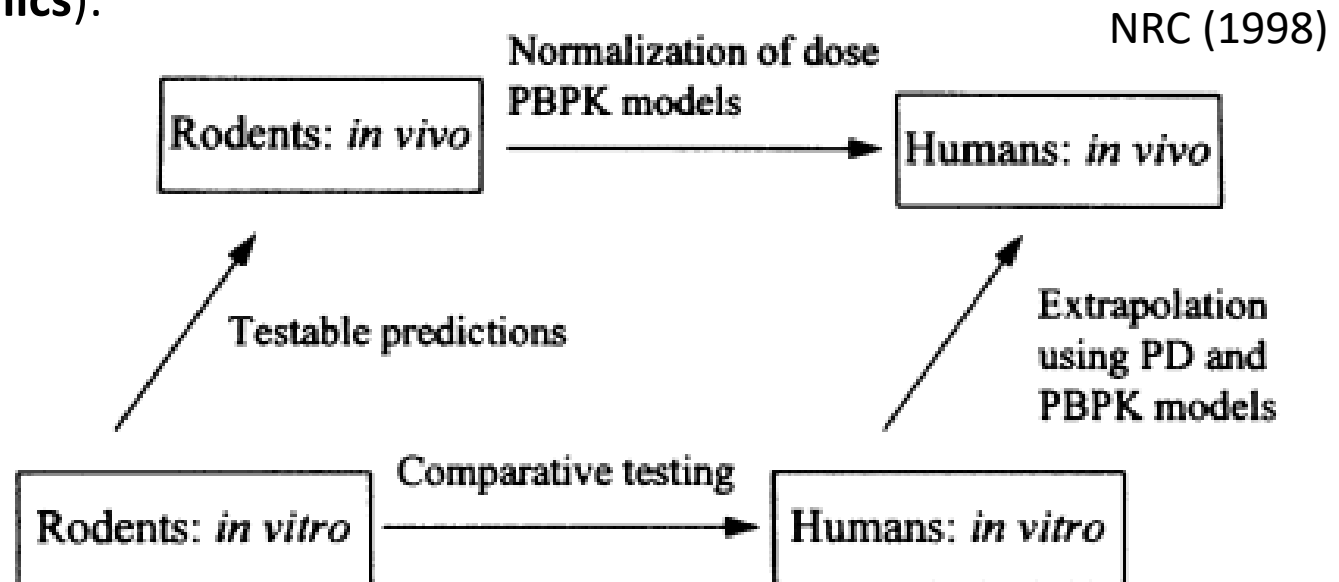 mics).
NRC (1998)
Normalization of dose
PBPK models
Rodents: in vivo
Humans: in vivo
Testable predictions
Extrapolation
using PD and
PBPK models
Comparative testing
Rodents: in vitro
Humans: in vitro